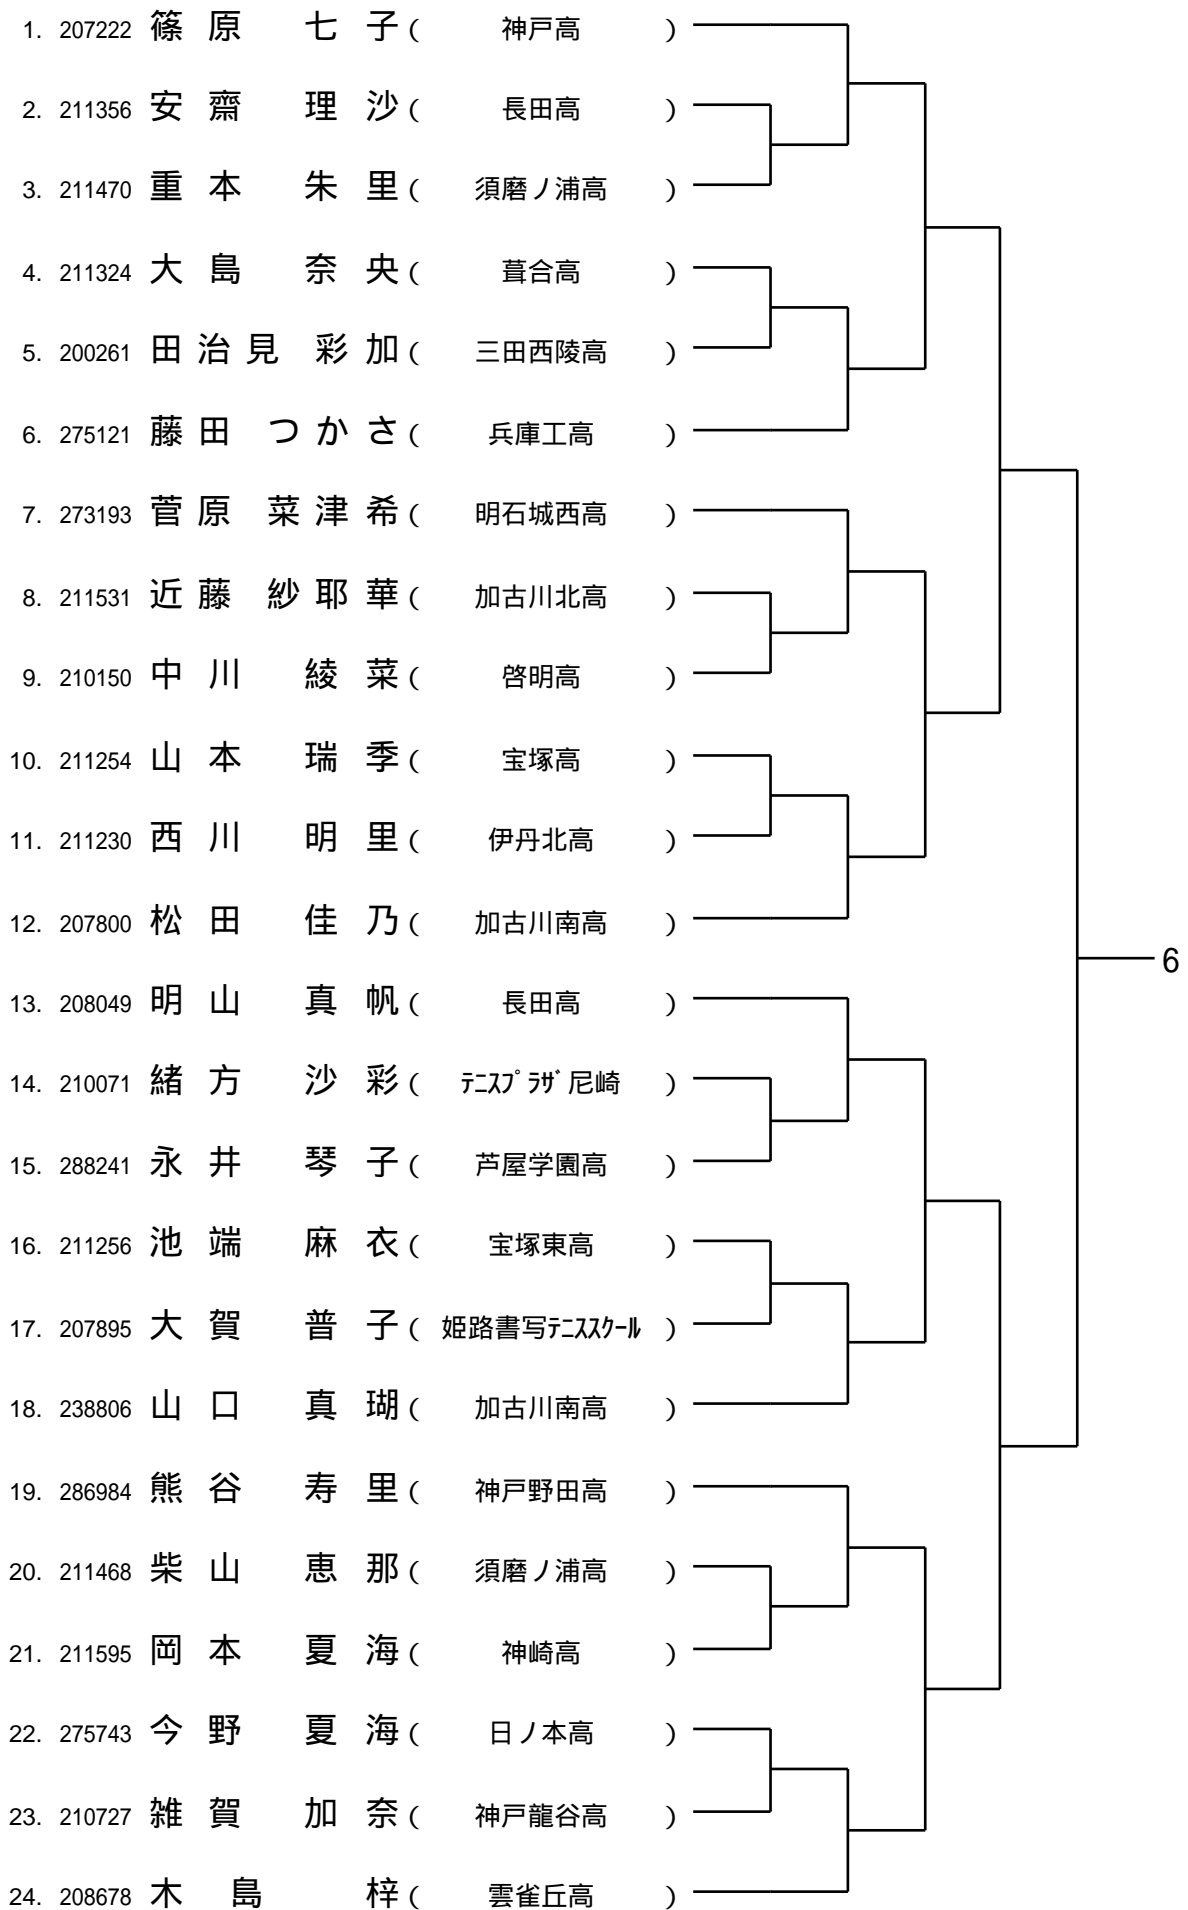 1. 207222 篠原 七子( 神戸高 )
2. 211356 安齋 理沙( 長田高 )
3. 211470 重本 朱里( 須磨ノ浦高 )
4. 211324 大島 奈央( 葺合高 )
5. 200261 田治見 彩加( 三田西陵高 )
6. 275121 藤田 つかさ( 兵庫工高 )
7. 273193 菅原 菜津希( 明石城西高 )
8. 211531 近藤 紗耶華( 加古川北高 )
9. 210150 中川 綾菜( 啓明高 )
10. 211254 山本 瑞季( 宝塚高 )
11. 211230 西川 明里( 伊丹北高 )
12. 207800 松田 佳乃( 加古川南高 )
6
13. 208049 明山 真帆( 長田高 )
14. 210071 緒方 沙彩( ﾃﾆｽﾌﾟﾗｻﾞ尼崎 )
15. 288241 永井 琴子( 芦屋学園高 )
16. 211256 池端 麻衣( 宝塚東高 )
17. 207895 大賀 普子( 姫路書写ﾃﾆｽｽｸｰﾙ )
18. 238806 山口 真瑚( 加古川南高 )
19. 286984 熊谷 寿里( 神戸野田高 )
20. 211468 柴山 恵那( 須磨ノ浦高 )
21. 211595 岡本 夏海( 神崎高 )
22. 275743 今野 夏海( 日ノ本高 )
23. 210727 雑賀 加奈( 神戸龍谷高 )
24. 208678 木島 梓( 雲雀丘高 )